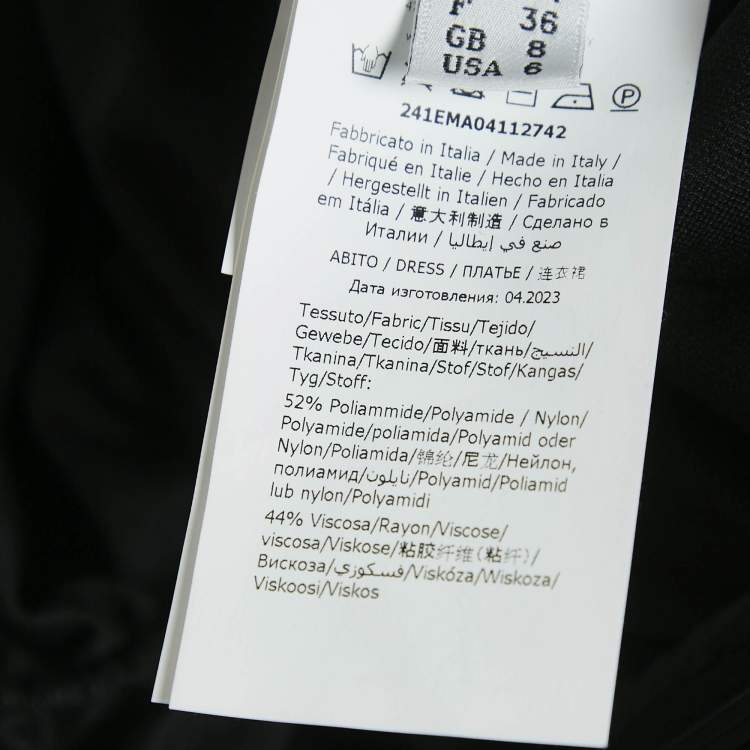 F 36
GB 8
USA 6
P
241EMA04112742
Fabbricato in Italia / Made in Italy /
Fabriqué en Italie / Hecho en Italia
/ Hergestellt in Italien / Fabricado
em Itália / 意大利制造 / Сделано в
Италии / صنع في إيطاليا
ABITO / DRESS / ПЛАТЬЕ / 连衣裙
Дата изготовления: 04.2023
Tessuto/Fabric/Tissu/Tejido/
Gewebe/Tecido/面料/ткань/النسيج/
Tkanina/Tkanina/Stof/Stof/Kangas/
Tyg/Stoff:
52% Poliammide/Polyamide / Nylon/
Polyamide/poliamida/Polyamid oder
Nylon/Poliamida/锦纶/尼龙/Нейлон,
полиамид/نايلون/Polyamid/Poliamid
lub nylon/Polyamidi
44% Viscosa/Rayon/Viscose/
viscosa/Viskose/粘胶纤维(粘纤)/
Вискоза/فسكوزي/Viskóza/Wiskoza/
Viskoosi/Viskos